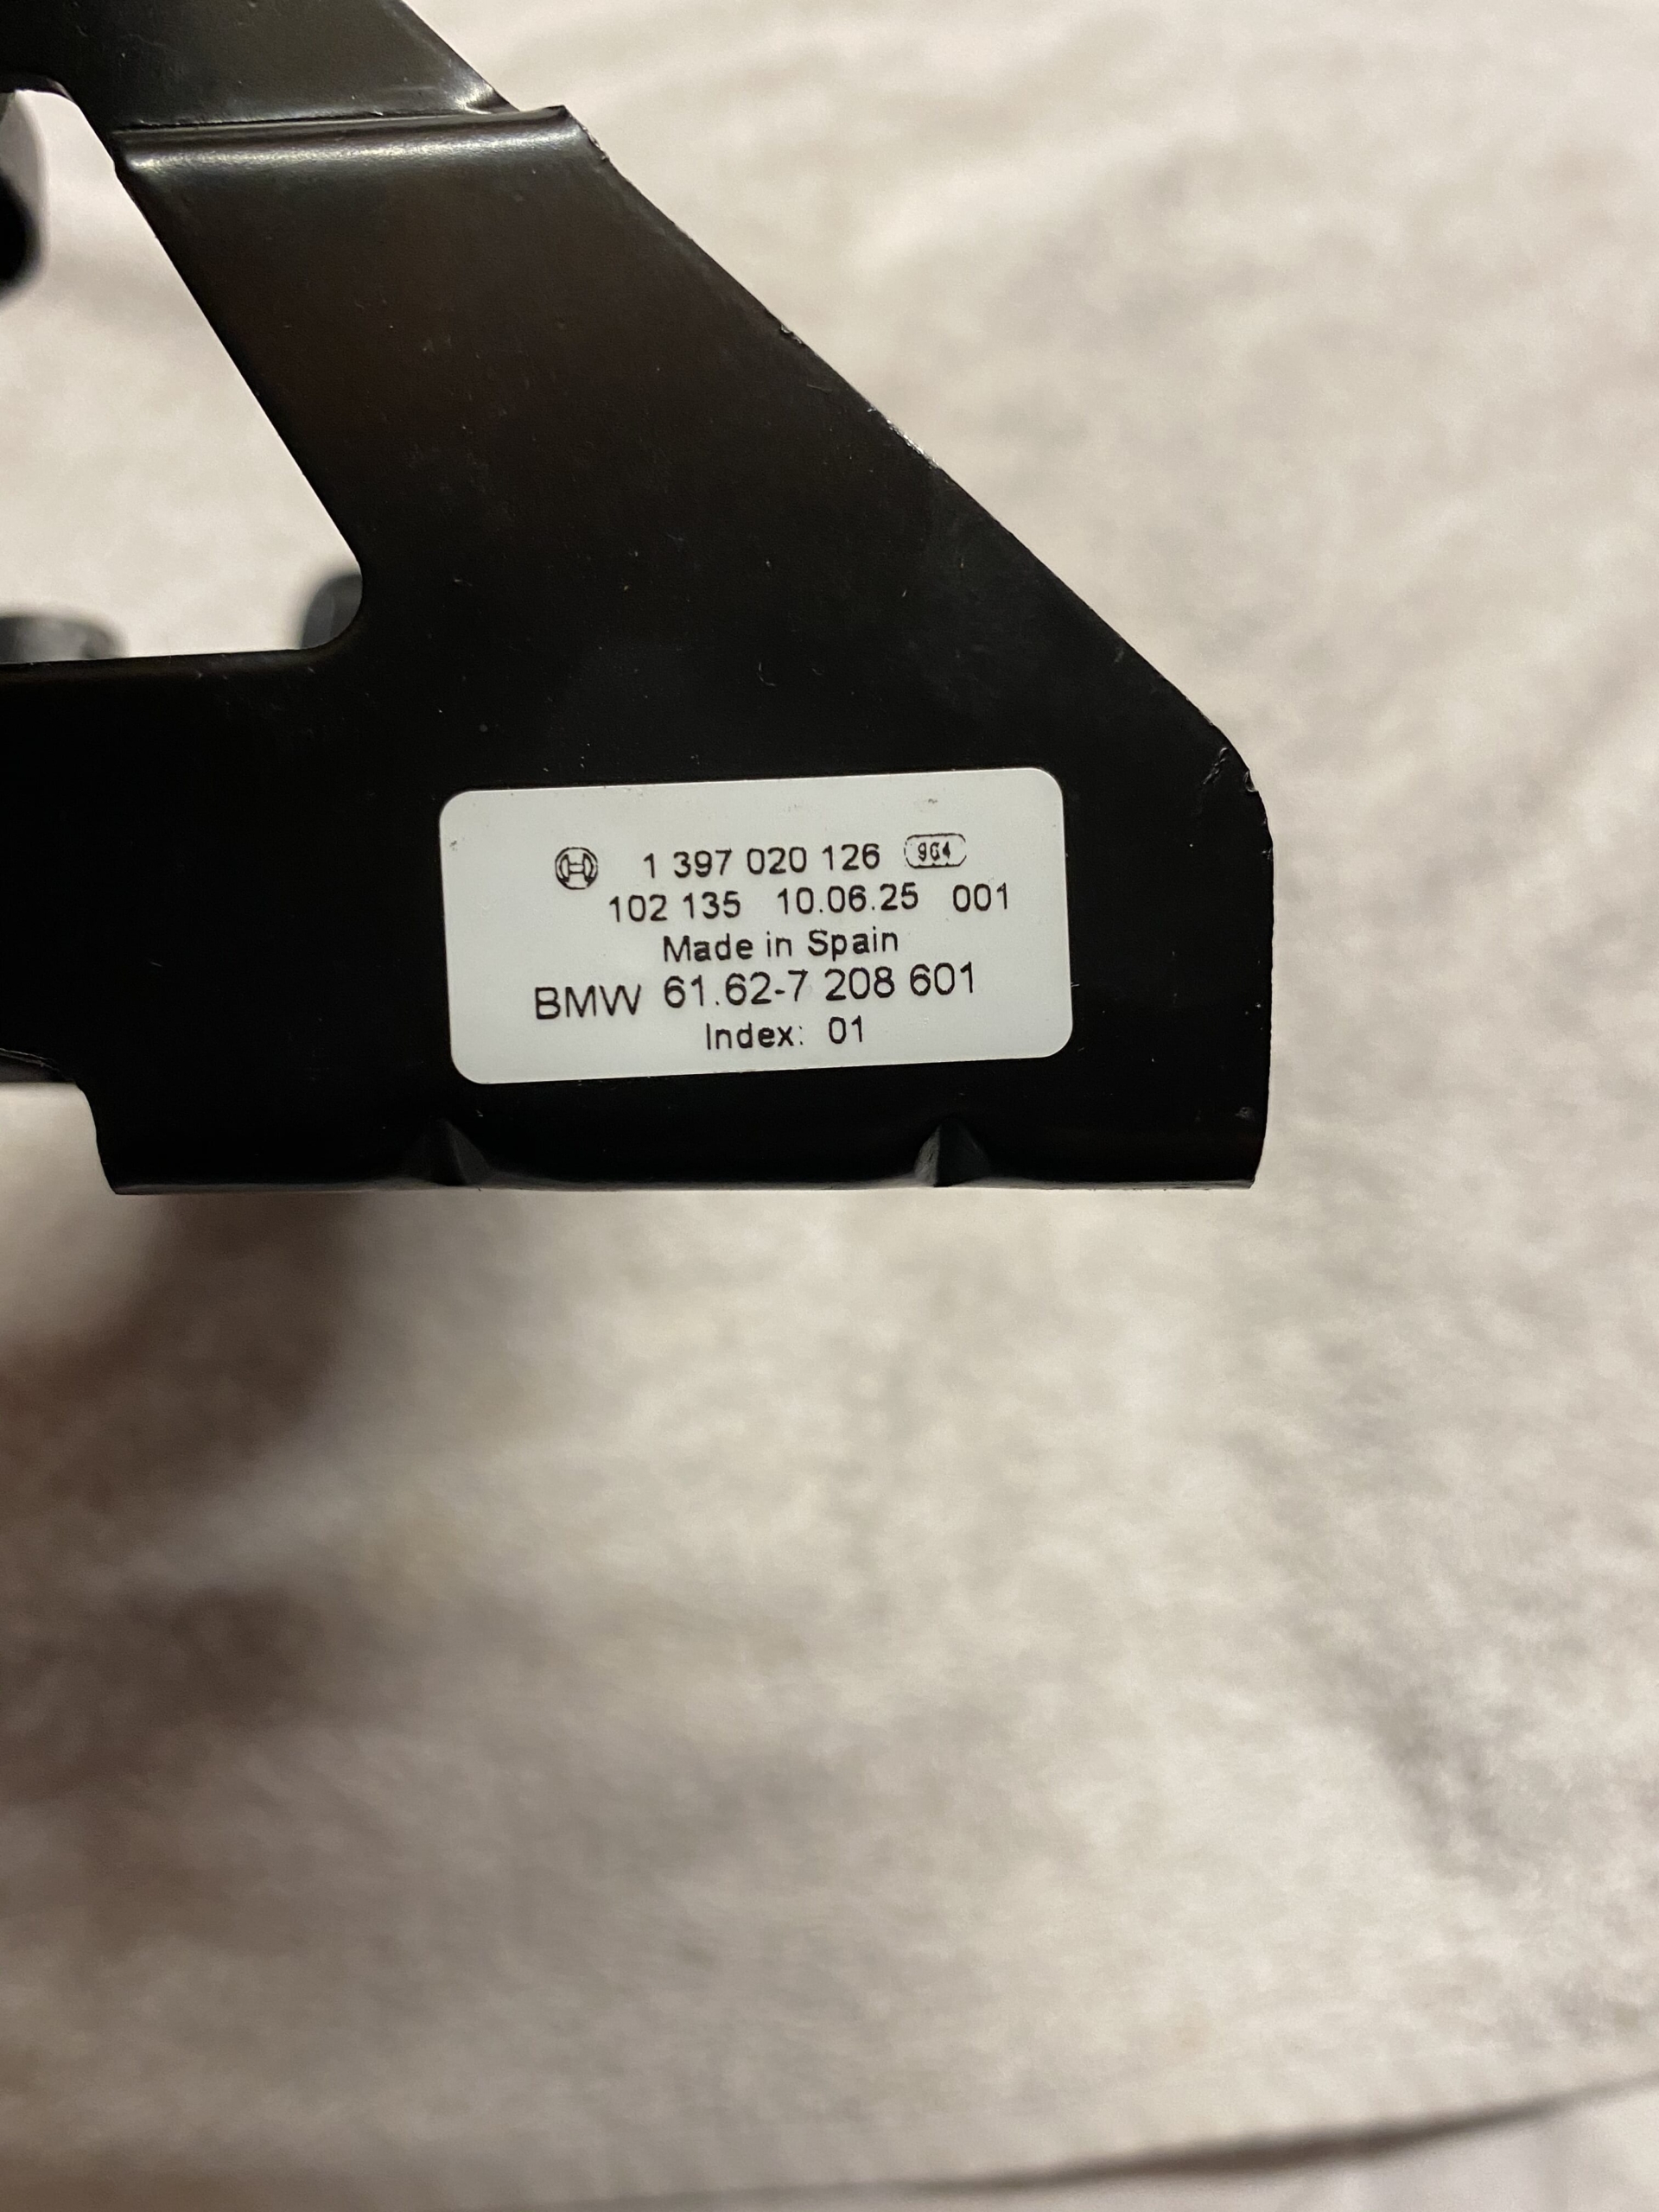 1 397 020 126 964
102 135 10.06.25 001
Made in Spain
BMW 61.62-7 208 601
Index: 01